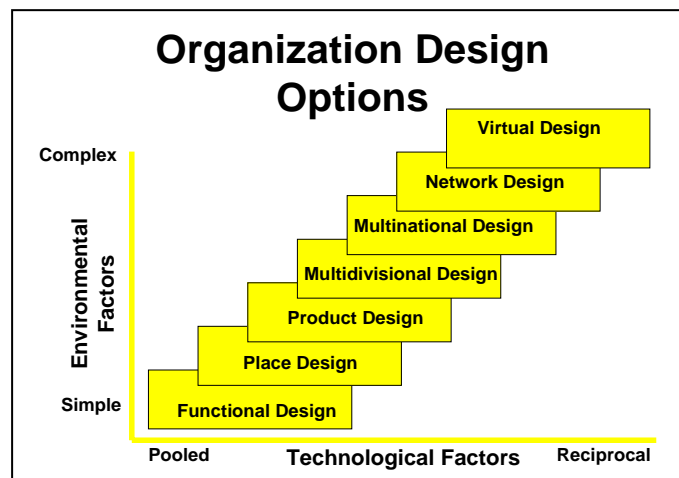 Organization Design
Options
Virtual Design
Complex
Network Design
Multinational Design
Multidivisional Design
Environmental
Factors
Product Design
Place Design
Simple
Functional Design
Pooled
Technological Factors
Reciprocal